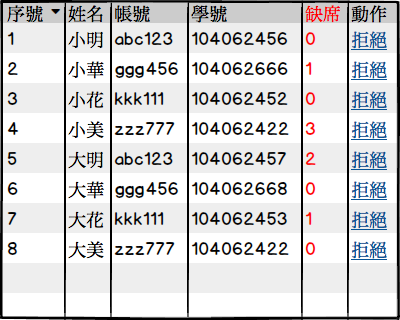 序號 姓名 帳號 學號 缺席 動作
1 小明 abc123 104062456 0 拒絕
2 小華 ggg456 104062666 1 拒絕
3 小花 kkk111 104062452 0 拒絕
4 小美 zzz777 104062422 3 拒絕
5 大明 abc123 104062457 2 拒絕
6 大華 ggg456 104062668 0 拒絕
7 大花 kkk111 104062453 1 拒絕
8 大美 zzz777 104062422 0 拒絕